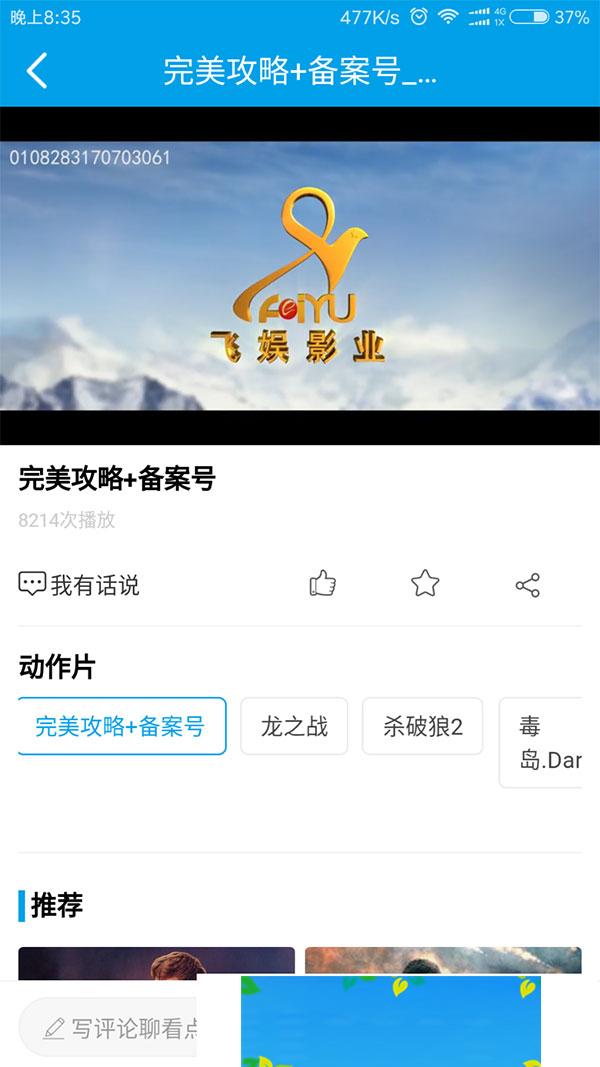 晚上8:35
477K/s
4G
1X
37%
完美攻略+备案号_...
0108283170703061
FeiYU
飞娱影业
完美攻略+备案号
8214次播放
我有话说
动作片
完美攻略+备案号
龙之战
杀破狼2
毒
岛.Dar
推荐
写评论聊看点